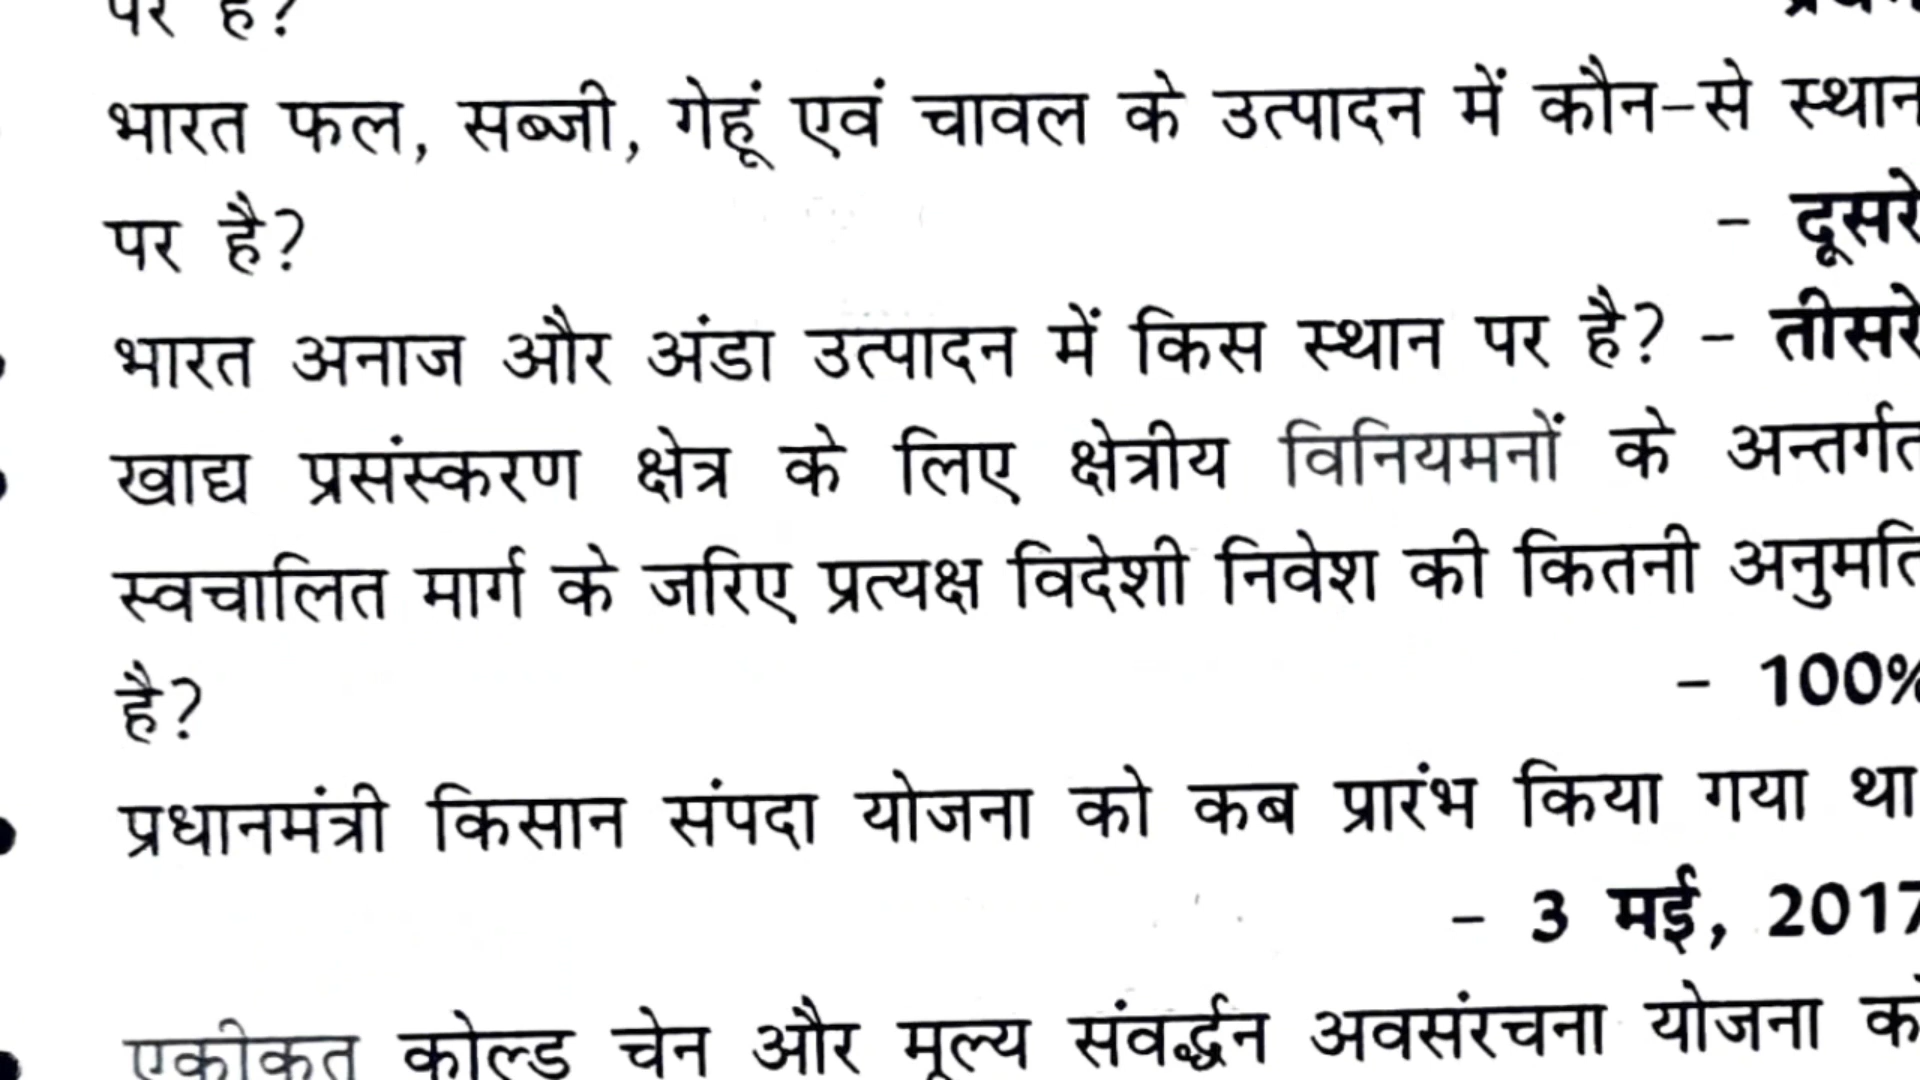 पर है?
भारत फल, सब्जी, गेहूं एवं चावल के उत्पादन में कौन-से स्थान
पर है? - दूसरे
भारत अनाज और अंडा उत्पादन में किस स्थान पर है? - तीसरे
खाद्य प्रसंस्करण क्षेत्र के लिए क्षेत्रीय विनियमनों के अन्तर्गत
स्वचालित मार्ग के जरिए प्रत्यक्ष विदेशी निवेश की कितनी अनुमति
है? - 100%
प्रधानमंत्री किसान संपदा योजना को कब प्रारंभ किया गया था
- 3 मई, 2017
एकीकृत कोल्ड चेन और मूल्य संवर्द्धन अवसंरचना योजना